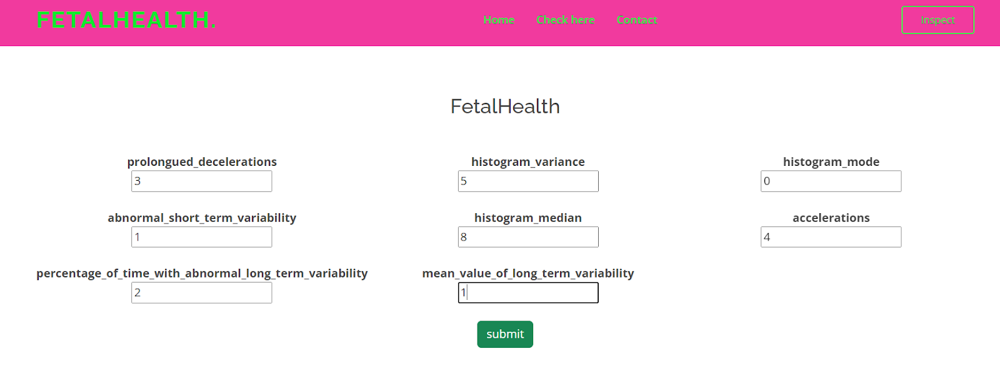 FETALHEALTH.
Home Check here Contact
Inspect
FetalHealth
prolongued_decelerations histogram_variance histogram_mode
3 5 0
abnormal_short_term_variability histogram_median accelerations
1 8 4
percentage_of_time_with_abnormal_long_term_variability mean_value_of_long_term_variability
2 1
submit